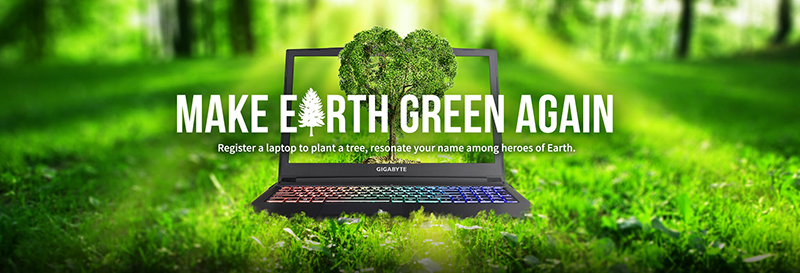 MAKE EARTH GREEN AGAIN
Register a laptop to plant a tree, resonate your name among heroes of Earth.
GIGABYTE